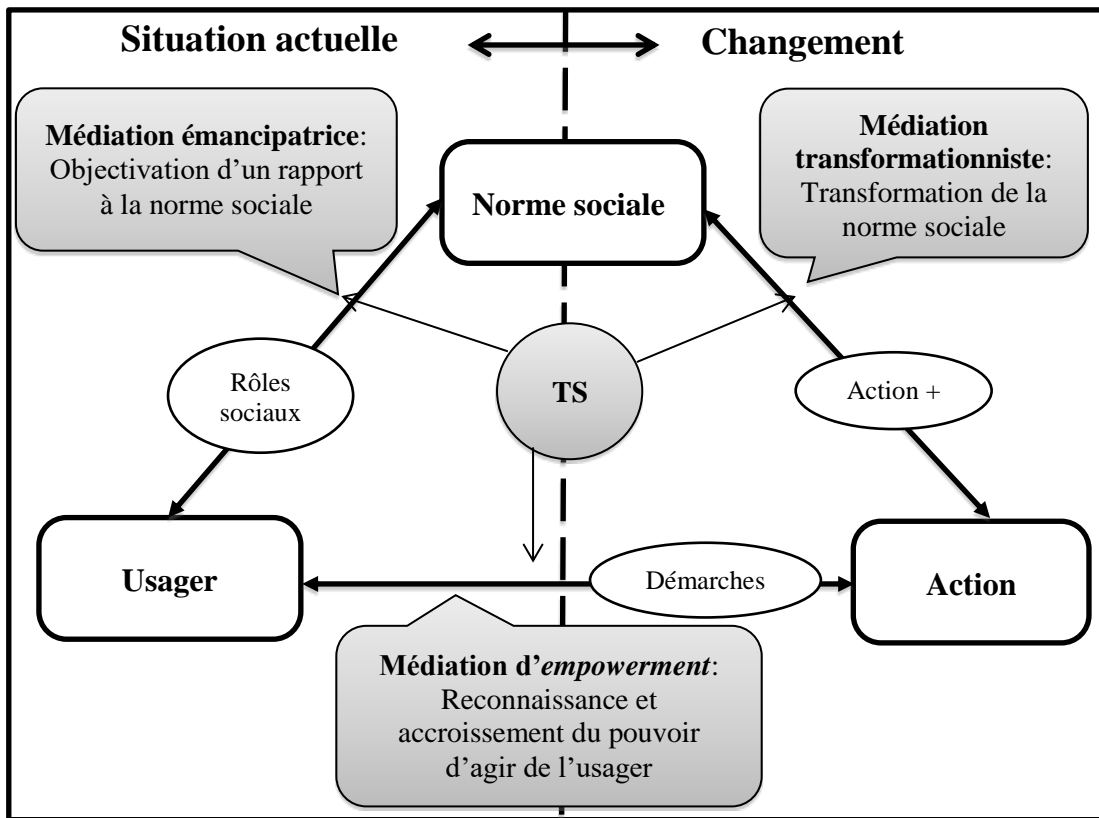 Situation actuelle
Changement
Médiation émancipatrice:
Objectivation d’un rapport
à la norme sociale
Médiation
transformationniste:
Transformation de la
norme sociale
Norme sociale
Rôles
sociaux
TS
Action +
Usager
Démarches
Action
Médiation d’empowerment:
Reconnaissance et
accroissement du pouvoir
d’agir de l’usager